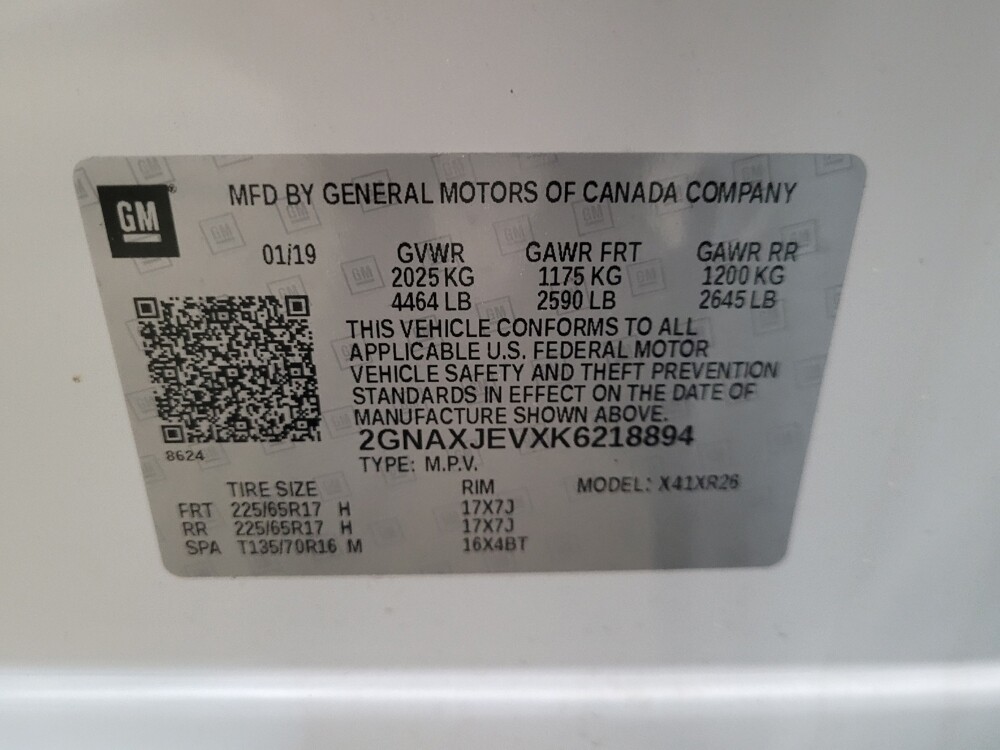 GM
MFD BY GENERAL MOTORS OF CANADA COMPANY
01/19 GVWR GAWR FRT GAWR RR
2025 KG 1175 KG 1200 KG
4464 LB 2590 LB 2645 LB
THIS VEHICLE CONFORMS TO ALL
APPLICABLE U.S. FEDERAL MOTOR
VEHICLE SAFETY AND THEFT PREVENTION
STANDARDS IN EFFECT ON THE DATE OF
MANUFACTURE SHOWN ABOVE.
2GNAXJEVXK6218894
8624
TYPE: M.P.V.
TIRE SIZE RIM MODEL: X41XR26
FRT 225/65R17 H 17X7J
RR 225/65R17 H 17X7J
SPA T135/70R16 M 16X4BT